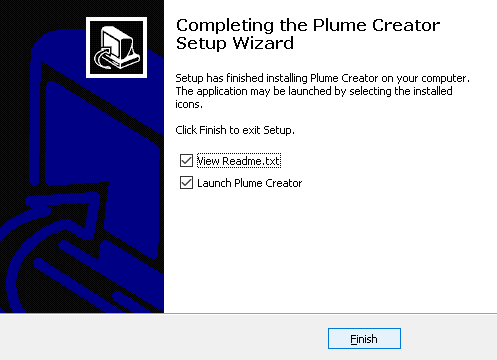 Completing the Plume Creator
Setup Wizard
Setup has finished installing Plume Creator on your computer.
The application may be launched by selecting the installed
icons.
Click Finish to exit Setup.
View Readme.txt
Launch Plume Creator
Finish